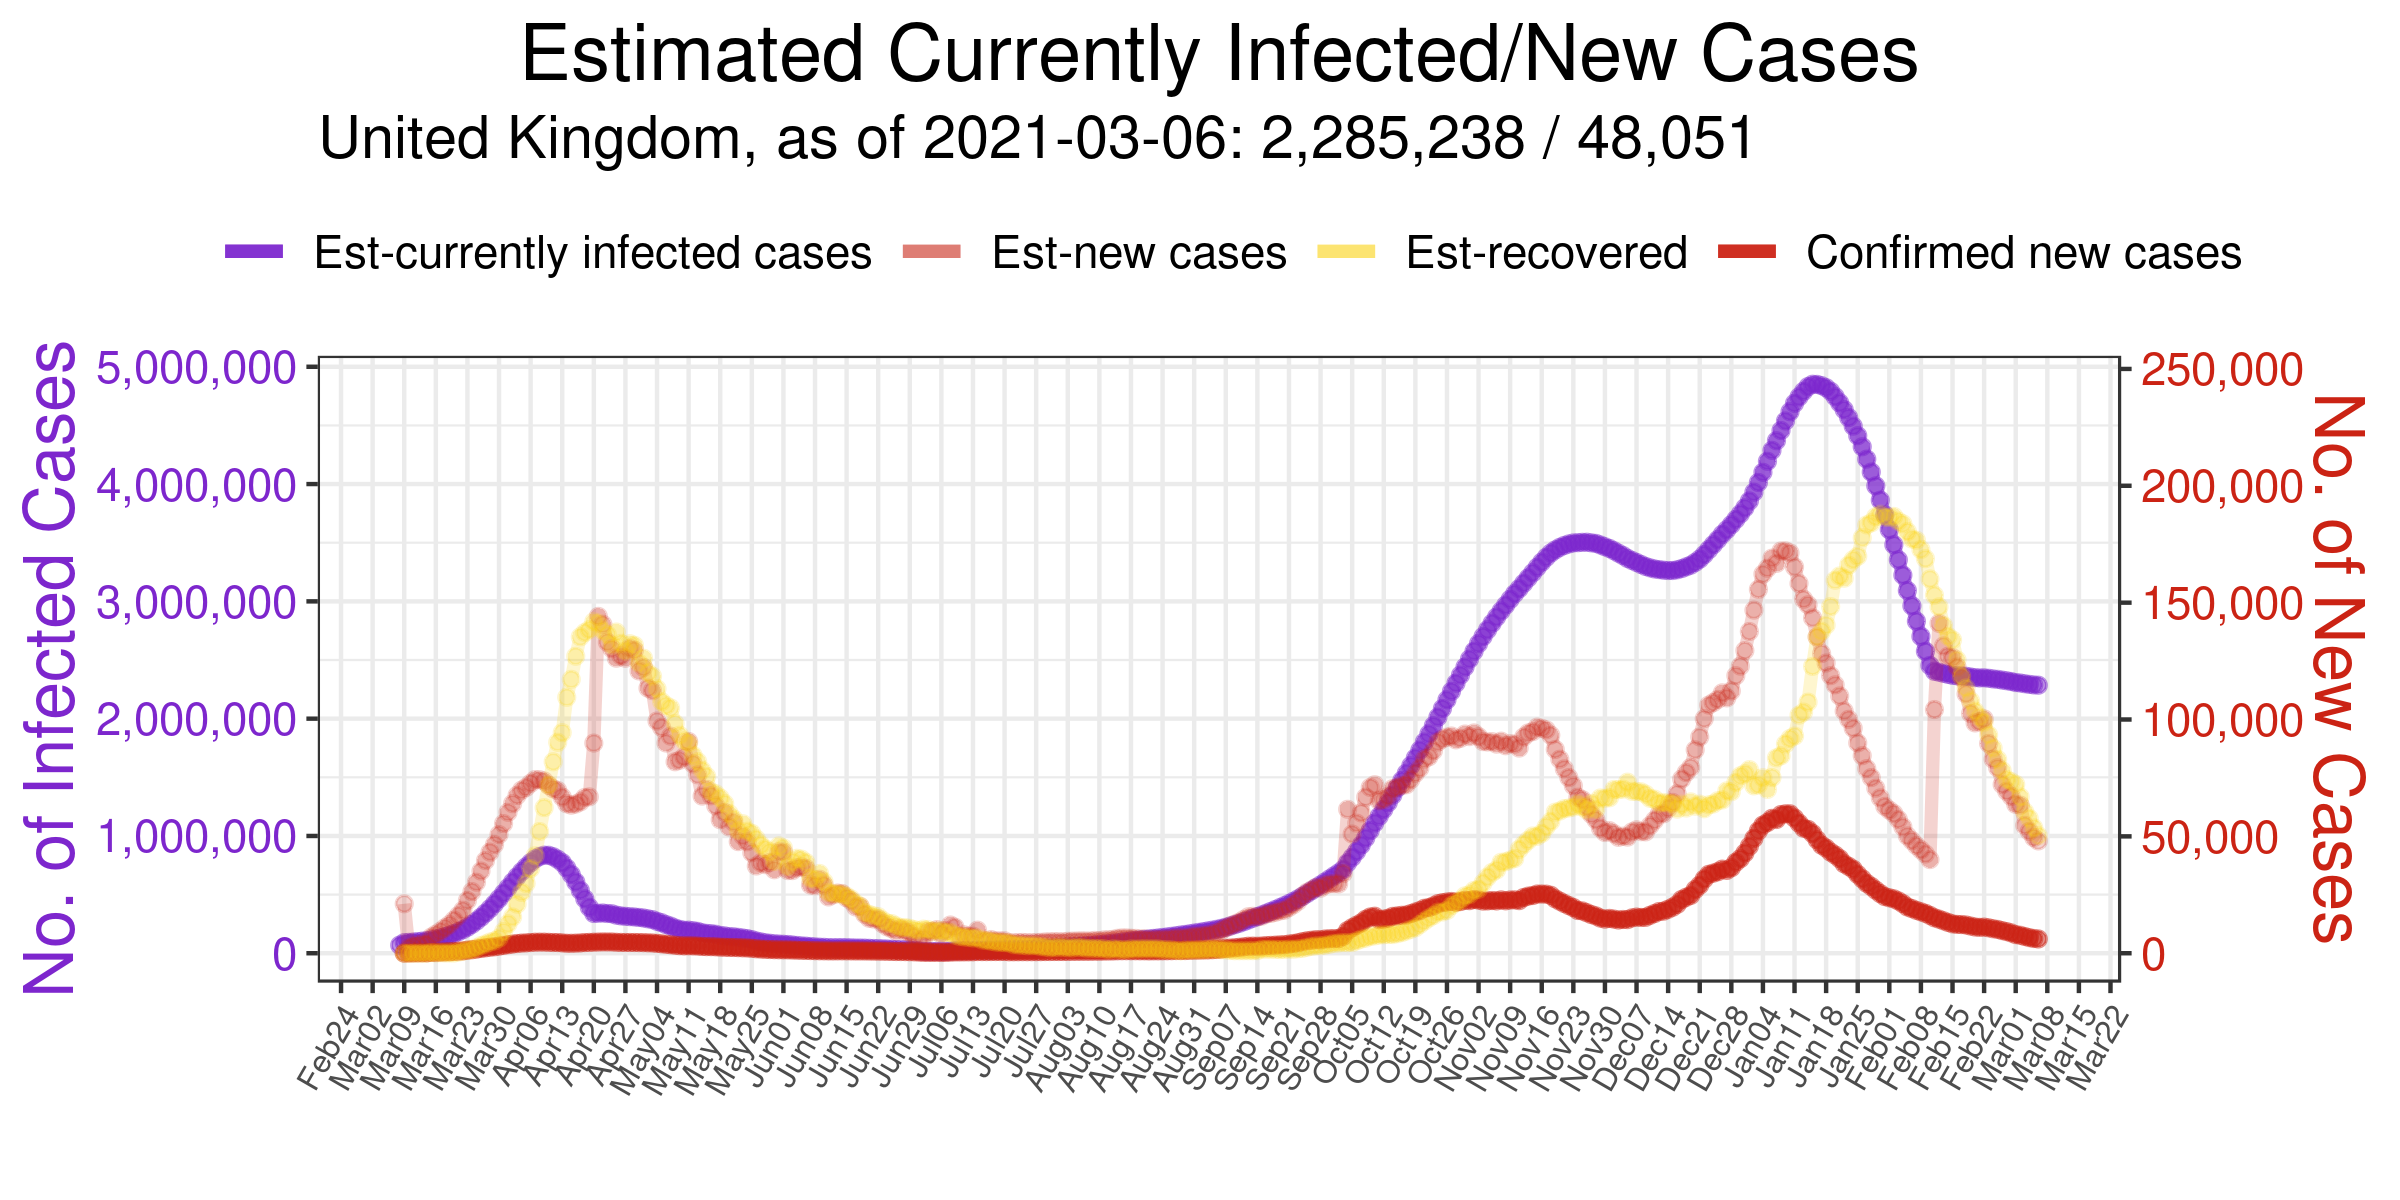 Estimated Currently Infected/New Cases
United Kingdom, as of 2021-03-06: 2,285,238 / 48,051
Est-currently infected cases Est-new cases Est-recovered Confirmed new cases
No. of Infected Cases
5,000,000
4,000,000
3,000,000
2,000,000
1,000,000
0
250,000
200,000
150,000
100,000
50,000
0
No. of New Cases
Feb24
Mar02
Mar09
Mar16
Mar23
Mar30
Apr06
Apr13
Apr20
Apr27
May04
May11
May18
May25
Jun01
Jun08
Jun15
Jun22
Jun29
Jul06
Jul13
Jul20
Jul27
Aug03
Aug10
Aug17
Aug24
Aug31
Sep07
Sep14
Sep21
Sep28
Oct05
Oct12
Oct19
Oct26
Nov02
Nov09
Nov16
Nov23
Nov30
Dec07
Dec14
Dec21
Dec28
Jan04
Jan11
Jan18
Jan25
Feb01
Feb08
Feb15
Feb22
Mar01
Mar08
Mar15
Mar22